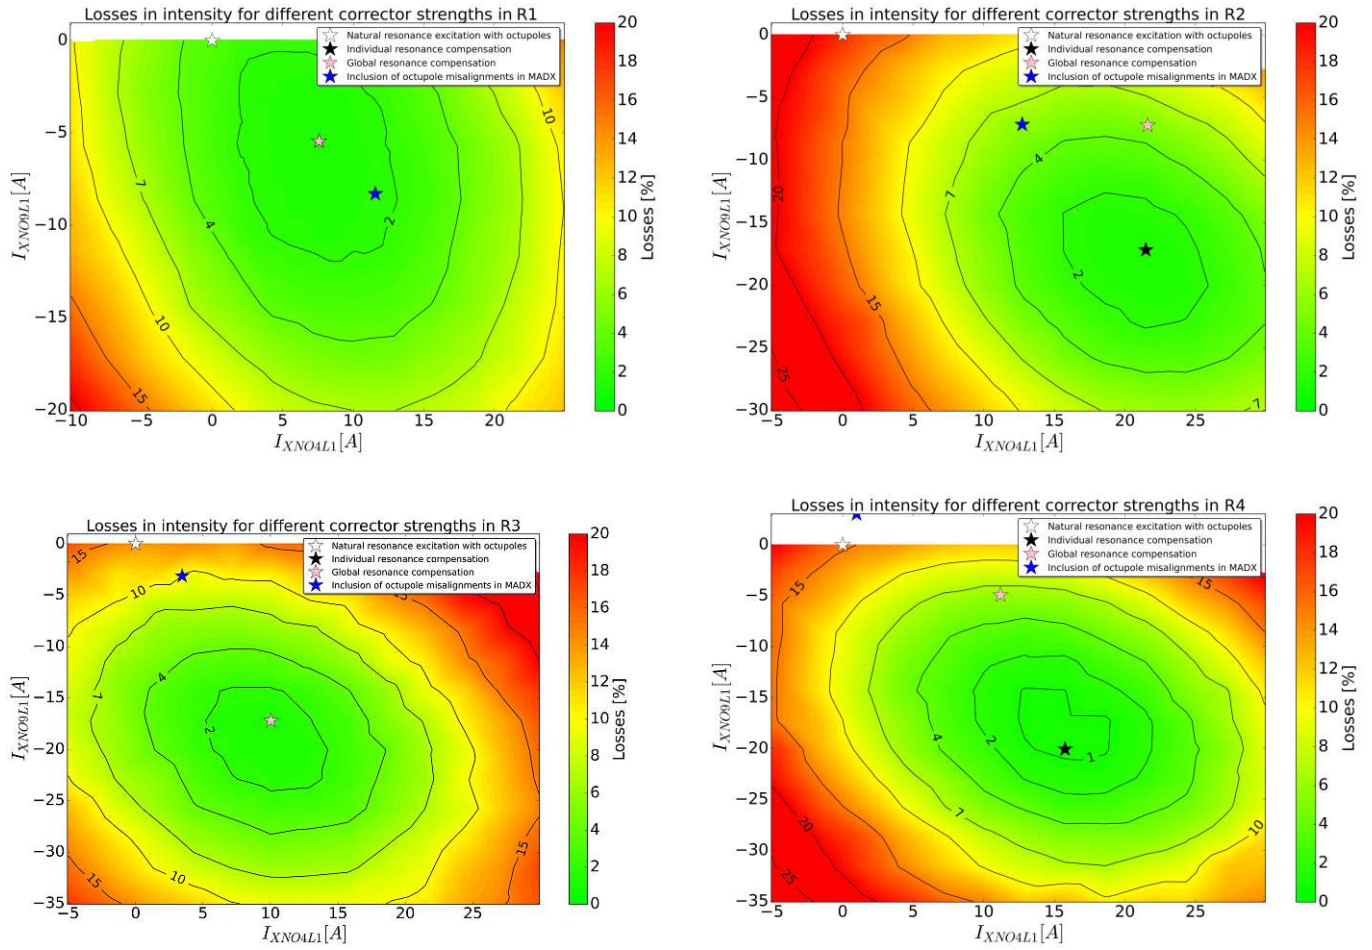 Losses in intensity for different corrector strengths in R1
Natural resonance excitation with octupoles
Individual resonance compensation
Global resonance compensation
Inclusion of octupole misalignments in MADX
0
−5
−10
−15
−20
I_XNO9L1[A]
−10 −5 0 5 10 15 20
I_XNO4L1[A]
10
7
4
2
10
15
20
18
16
14
12
10
8
6
4
2
0
Losses [%]
Losses in intensity for different corrector strengths in R2
Natural resonance excitation with octupoles
Individual resonance compensation
Global resonance compensation
Inclusion of octupole misalignments in MADX
0
−5
−10
−15
−20
−25
−30
I_XNO9L1[A]
−5 0 5 10 15 20 25
I_XNO4L1[A]
4
7
20
2
15
25
7
20
18
16
14
12
10
8
6
4
2
0
Losses [%]
Losses in intensity for different corrector strengths in R3
Natural resonance excitation with octupoles
Individual resonance compensation
Global resonance compensation
Inclusion of octupole misalignments in MADX
0
−5
−10
−15
−20
−25
−30
−35
I_XNO9L1[A]
−5 0 5 10 15 20 25
I_XNO4L1[A]
15
10
15
4
7
2
15
10
15
20
18
16
14
12
10
8
6
4
2
0
Losses [%]
Losses in intensity for different corrector strengths in R4
Natural resonance excitation with octupoles
Individual resonance compensation
Global resonance compensation
Inclusion of octupole misalignments in MADX
0
−5
−10
−15
−20
−25
−30
−35
I_XNO9L1[A]
−5 0 5 10 15 20 25
I_XNO4L1[A]
15
15
4
2
1
7
20
10
25
20
18
16
14
12
10
8
6
4
2
0
Losses [%]